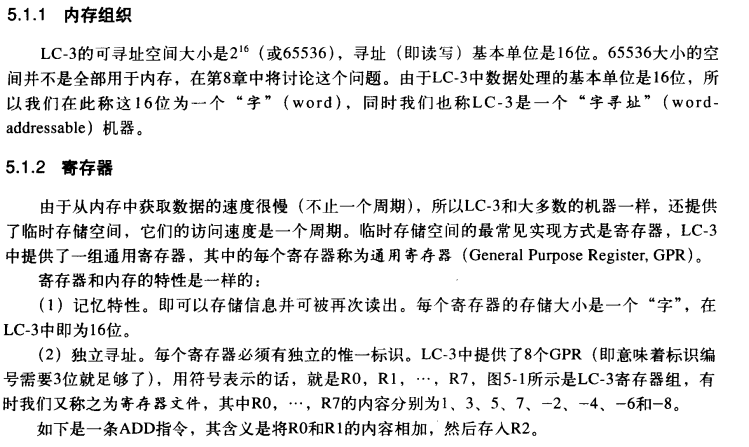 5.1.1 内存组织
LC-3的可寻址空间大小是2¹⁶(或65536),寻址(即读写)基本单位是16位。65536大小的空
间并不是全部用于内存,在第8章中将讨论这个问题。由于LC-3中数据处理的基本单位是16位,所
以我们在此称这16位为一个“字”(word),同时我们也称LC-3是一个“字寻址”(word-
addressable)机器。
5.1.2 寄存器
由于从内存中获取数据的速度很慢(不止一个周期),所以LC-3和大多数的机器一样,还提供
了临时存储空间,它们的访问速度是一个周期。临时存储空间的最常见实现方式是寄存器,LC-3
中提供了一组通用寄存器,其中的每个寄存器称为通用寄存器(General Purpose Register, GPR)。
寄存器和内存的特性是一样的:
(1)记忆特性。即可以存储信息并可被再次读出。每个寄存器的存储大小是一个“字”,在
LC-3中即为16位。
(2)独立寻址。每个寄存器必须有独立的惟一标识。LC-3中提供了8个GPR(即意味着标识编
号需要3位就足够了),用符号表示的话,就是R0,R1,…,R7,图5-1所示是LC-3寄存器组,有
时我们又称之为寄存器文件,其中R0,…,R7的内容分别为1、3、5、7、-2、-4、-6和-8。
如下是一条ADD指令,其含义是将R0和R1的内容相加,然后存入R2。